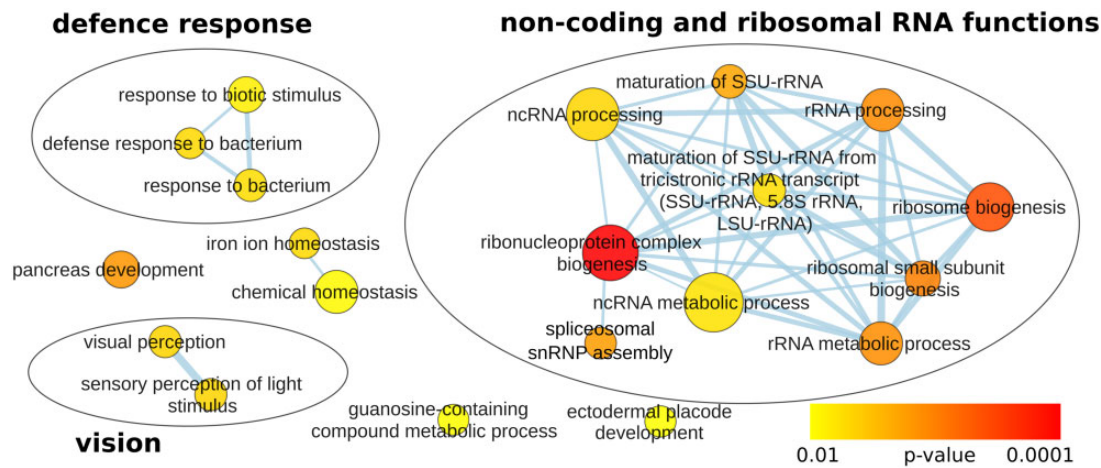 defence response
response to biotic stimulus
defense response to bacterium
response to bacterium
non-coding and ribosomal RNA functions
maturation of SSU-rRNA
ncRNA processing
rRNA processing
maturation of SSU-rRNA from
tricistronic rRNA transcript
(SSU-rRNA, 5.8S rRNA,
LSU-rRNA)
ribosome biogenesis
ribonucleoprotein complex
biogenesis
ribosomal small subunit
biogenesis
ncRNA metabolic process
spliceosomal
snRNP assembly
rRNA metabolic process
iron ion homeostasis
pancreas development
chemical homeostasis
visual perception
sensory perception of light
stimulus
vision
guanosine-containing
compound metabolic process
ectodermal placode
development
0.01 p-value 0.0001